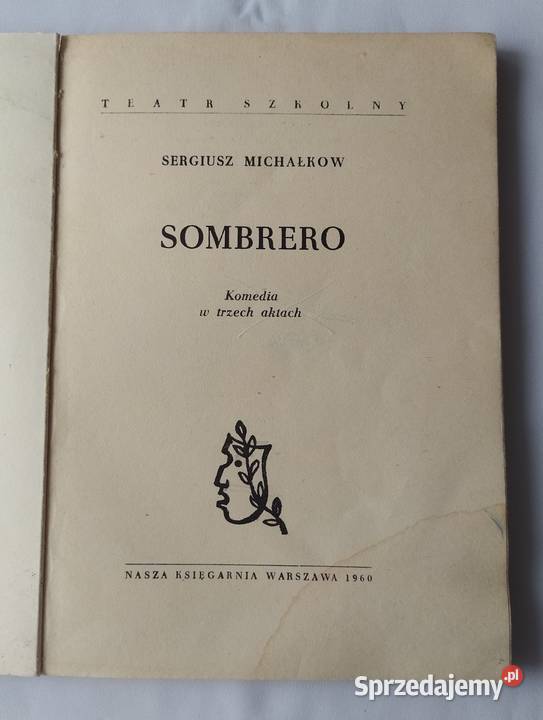 TEATR SZKOLNY
SERGIUSZ MICHAŁKOW
SOMBRERO
Komedia
w trzech aktach
NASZA KSIĘGARNIA WARSZAWA 1960
Sprzedajemy.pl